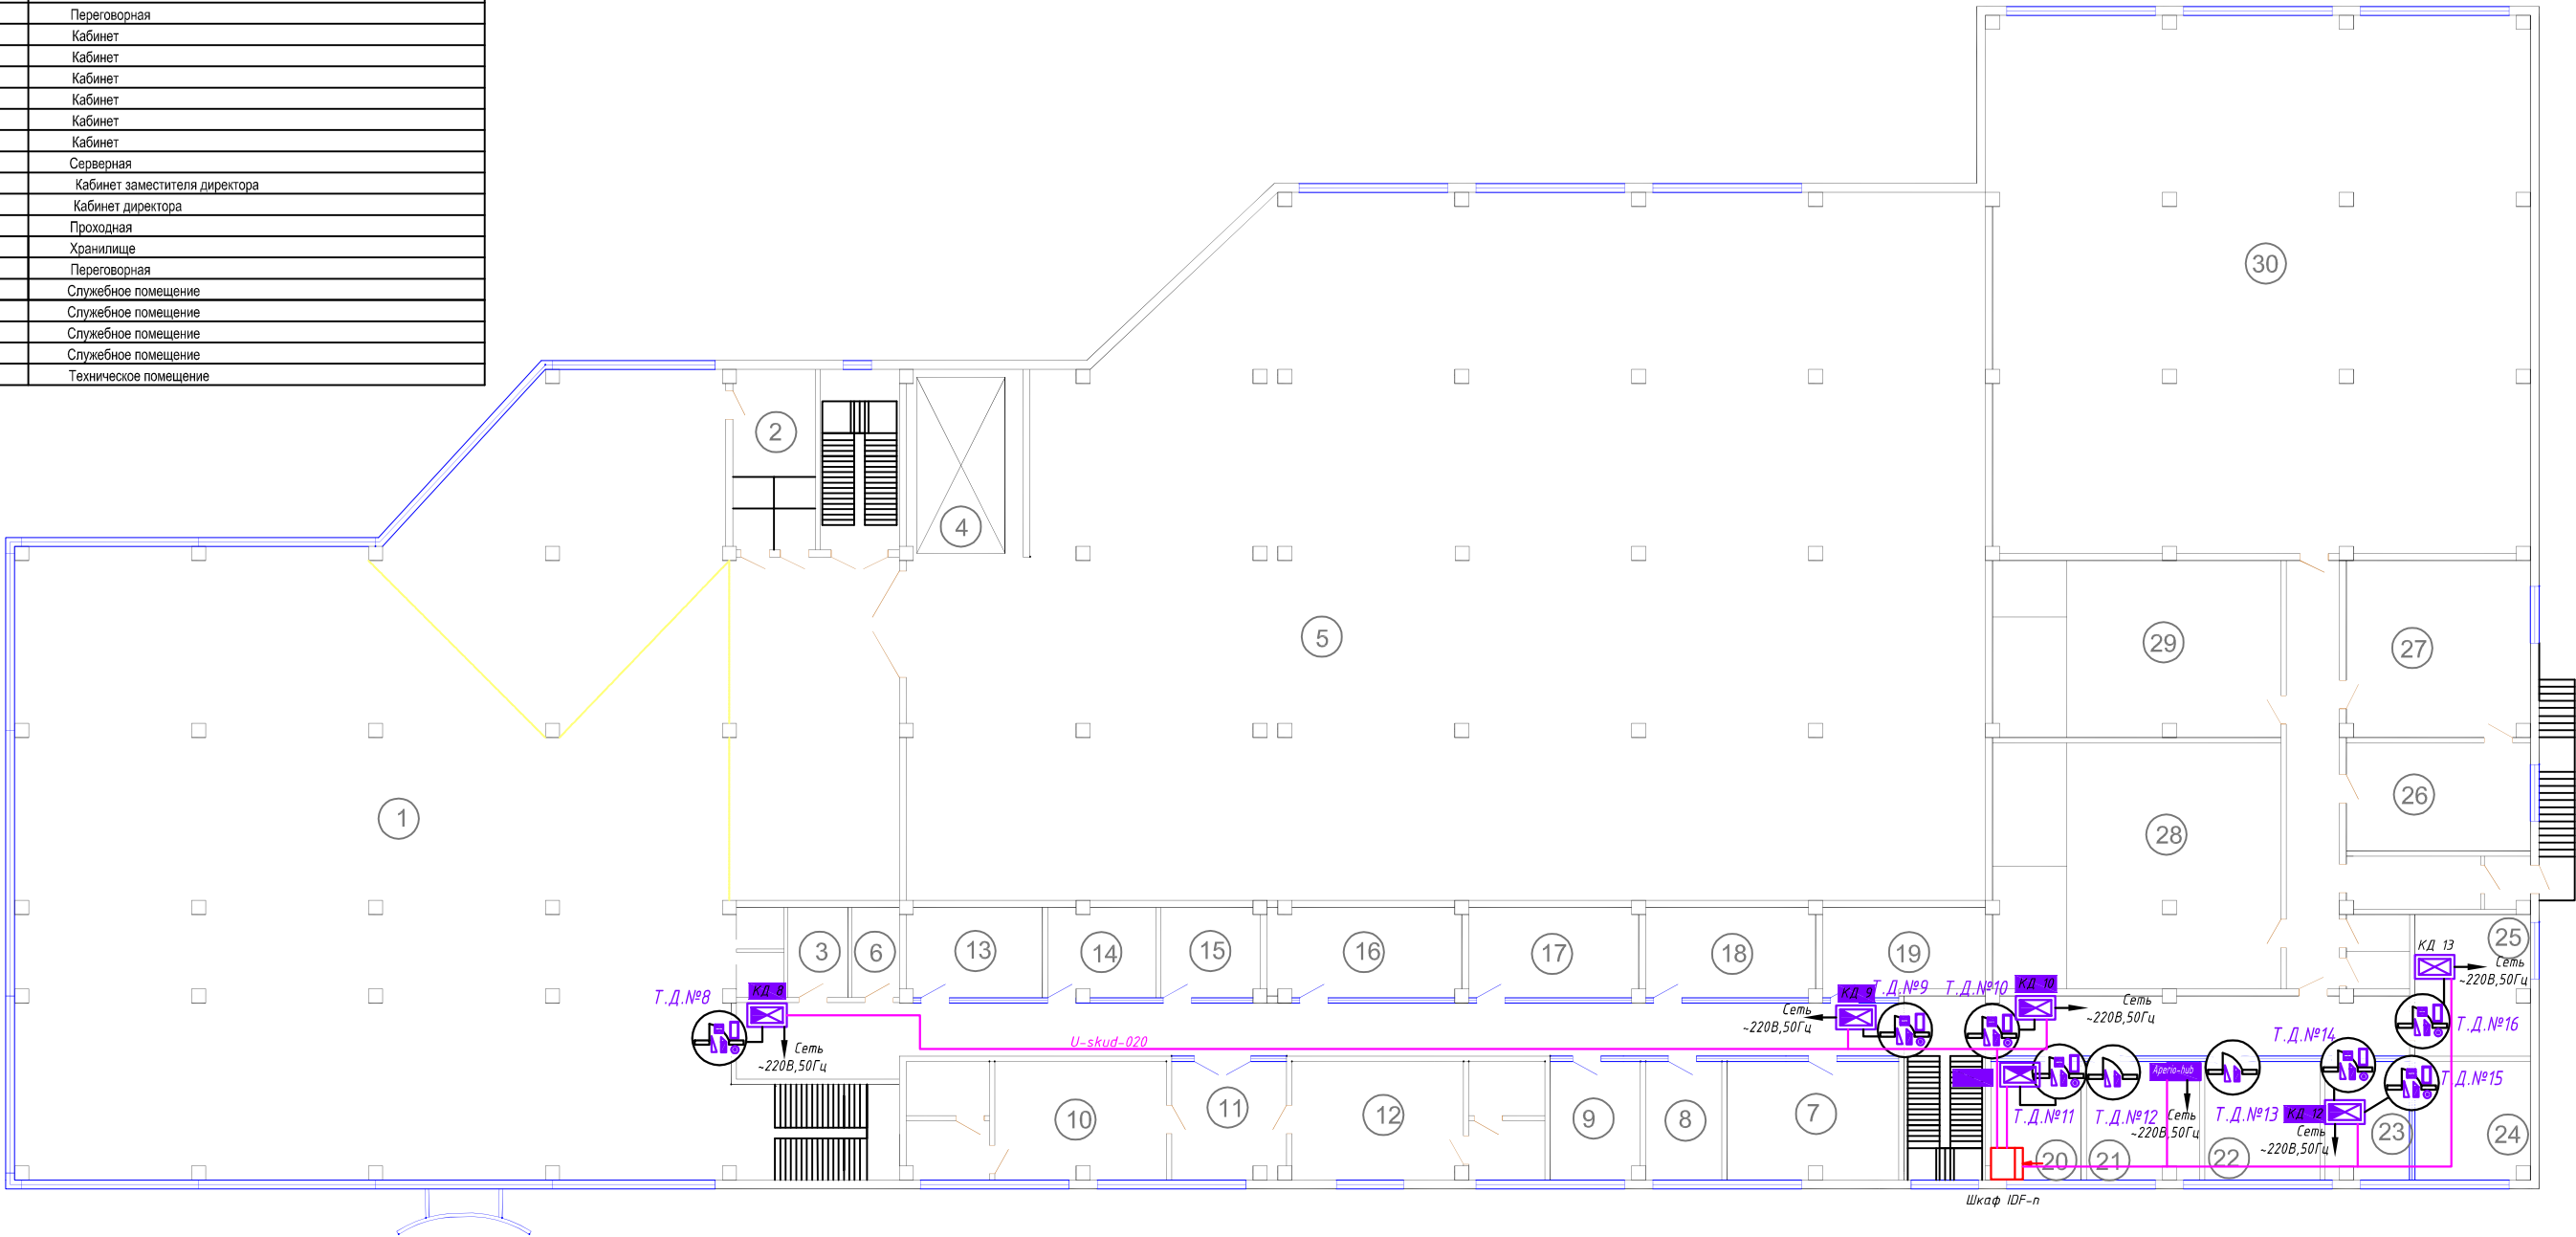 Переговорная
Кабинет
Кабинет
Кабинет
Кабинет
Кабинет
Кабинет
Серверная
Кабинет заместителя директора
Кабинет директора
Проходная
Хранилище
Переговорная
Служебное помещение
Служебное помещение
Служебное помещение
Служебное помещение
Техническое помещение
30
2
4
5
29
27
1
26
28
3
6
13
14
15
16
17
18
19
25
КД 13
Сеть
~220В,50Гц
Т.Д.№8
КД 8
Сеть
~220В,50Гц
U-skud-020
КД 9
Т.Д.№9
Сеть
~220В,50Гц
Т.Д.№10
КД 10
Сеть
~220В,50Гц
Т.Д.№14
Т.Д.№16
Aperio-hub
Т.Д.№15
Т.Д.№11
Т.Д.№12
Сеть
~220В,50Гц
Т.Д.№13
КД 12
Сеть
~220В,50Гц
10
11
12
9
8
7
20
21
22
23
24
Шкаф IDF-п